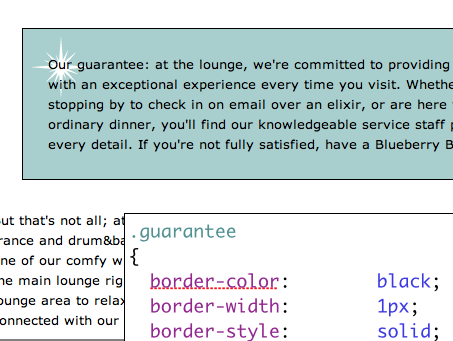 Our guarantee: at the lounge, we're committed to providing
with an exceptional experience every time you visit. Whethe
stopping by to check in on email over an elixir, or are here
ordinary dinner, you'll find our knowledgeable service staff p
every detail. If you're not fully satisfied, have a Blueberry B
ut that's not all; at
rance and drum&ba
ne of our comfy w
he main lounge rig
ounge area to relax
onnected with our
.guarantee
{
border-color: black;
border-width: 1px;
border-style: solid;